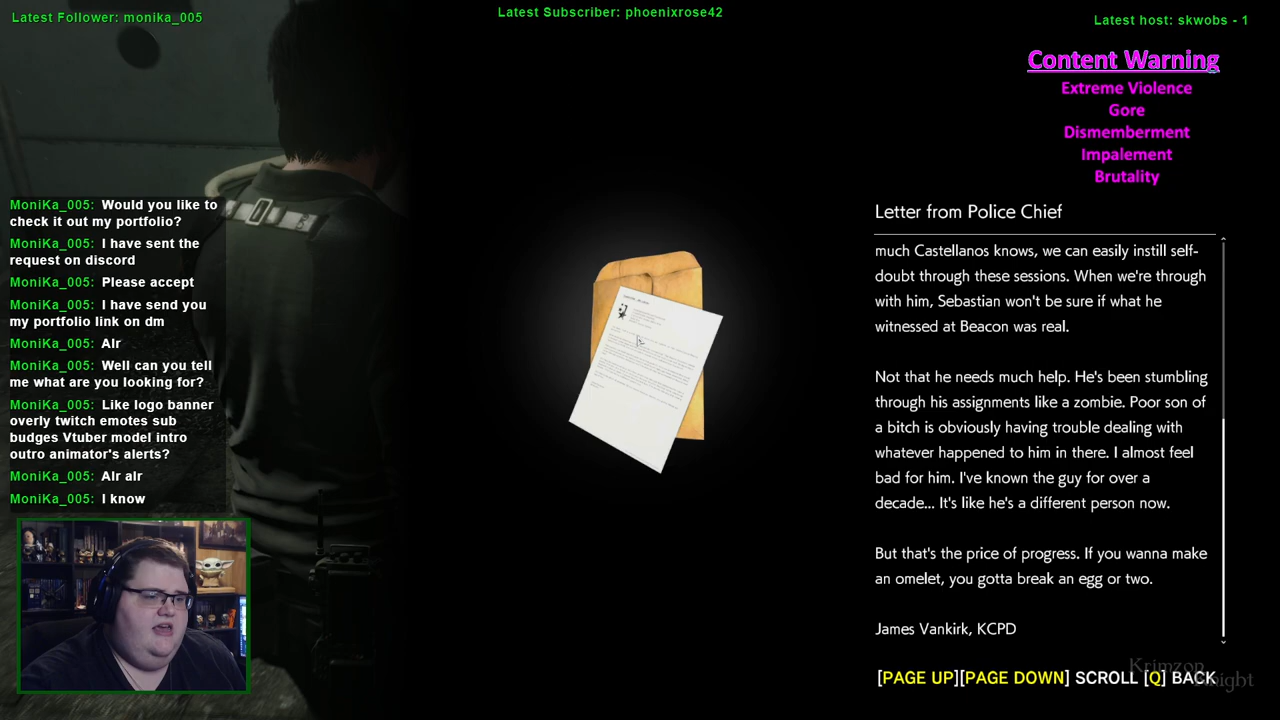 Latest Follower: monika_005
Latest Subscriber: phoenixrose42
Latest host: skwobs - 1
Content Warning
Extreme Violence
Gore
Dismemberment
Impalement
Brutality
MoniKa_005: Would you like to
check it out my portfolio?
MoniKa_005: I have sent the
request on discord
MoniKa_005: Please accept
MoniKa_005: I have send you
my portfolio link on dm
MoniKa_005: Alr
MoniKa_005: Well can you tell
me what are you looking for?
MoniKa_005: Like logo banner
overly twitch emotes sub
budges Vtuber model intro
outro animator's alerts?
MoniKa_005: Alr alr
MoniKa_005: I know
Letter from Police Chief
much Castellanos knows, we can easily instill self-
doubt through these sessions. When we're through
with him, Sebastian won't be sure if what he
witnessed at Beacon was real.
Not that he needs much help. He's been stumbling
through his assignments like a zombie. Poor son of
a bitch is obviously having trouble dealing with
whatever happened to him in there. I almost feel
bad for him. I've known the guy for over a
decade... It's like he's a different person now.
But that's the price of progress. If you wanna make
an omelet, you gotta break an egg or two.
James Vankirk, KCPD
[PAGE UP][PAGE DOWN] SCROLL [Q] BACK
Krimzon
Knight